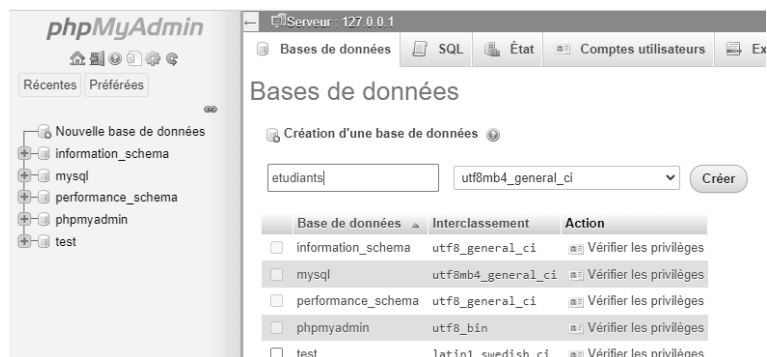 phpMyAdmin
Récentes Préférées
Nouvelle base de données
information_schema
mysql
performance_schema
phpmyadmin
test
Serveur : 127.0.0.1
Bases de données SQL État Comptes utilisateurs Ex
Bases de données
Création d'une base de données
etudiants utf8mb4_general_ci Créer
Base de données Interclassement Action
information_schema utf8_general_ci Vérifier les privilèges
mysql utf8mb4_general_ci Vérifier les privilèges
performance_schema utf8_general_ci Vérifier les privilèges
phpmyadmin utf8_bin Vérifier les privilèges
test latin1_swedish_ci Vérifier les privilèges